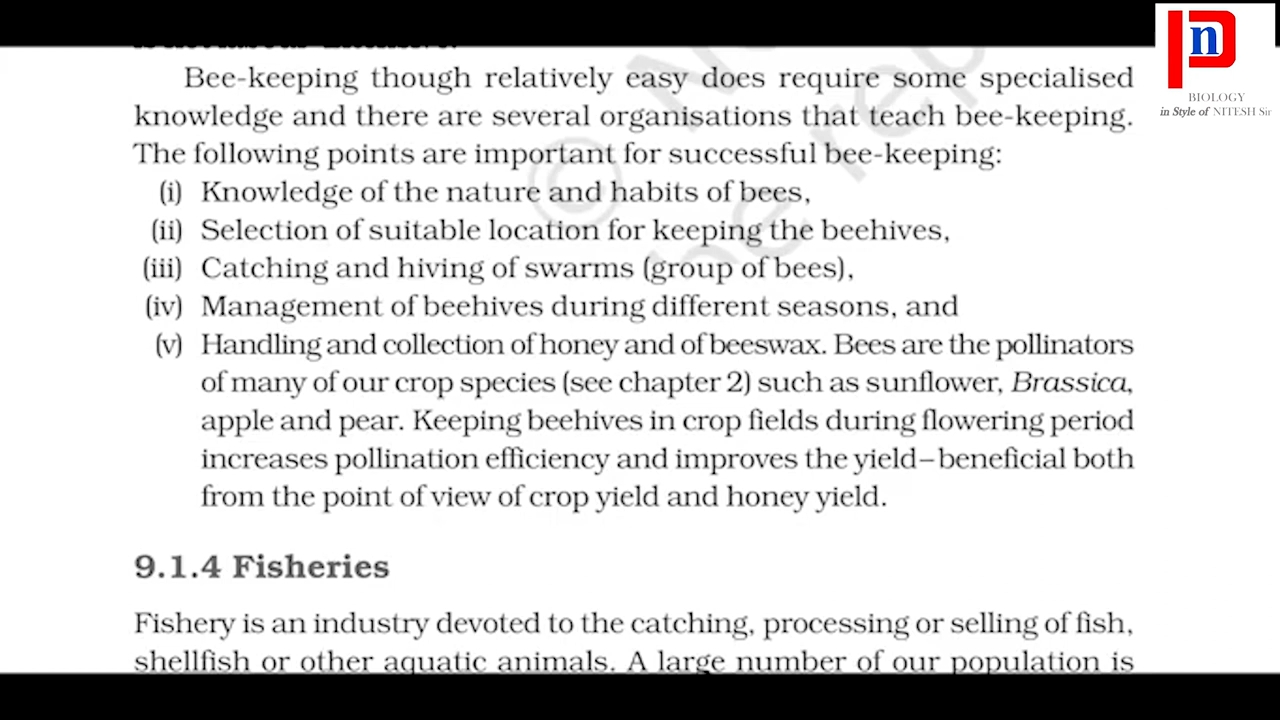 n
BIOLOGY
in Style of NITESH Sir
Bee-keeping though relatively easy does require some specialised
knowledge and there are several organisations that teach bee-keeping.
The following points are important for successful bee-keeping:
(i) Knowledge of the nature and habits of bees,
(ii) Selection of suitable location for keeping the beehives,
(iii) Catching and hiving of swarms (group of bees),
(iv) Management of beehives during different seasons, and
(v) Handling and collection of honey and of beeswax. Bees are the pollinators
of many of our crop species (see chapter 2) such as sunflower, Brassica,
apple and pear. Keeping beehives in crop fields during flowering period
increases pollination efficiency and improves the yield–beneficial both
from the point of view of crop yield and honey yield.
9.1.4 Fisheries
Fishery is an industry devoted to the catching, processing or selling of fish,
shellfish or other aquatic animals. A large number of our population is